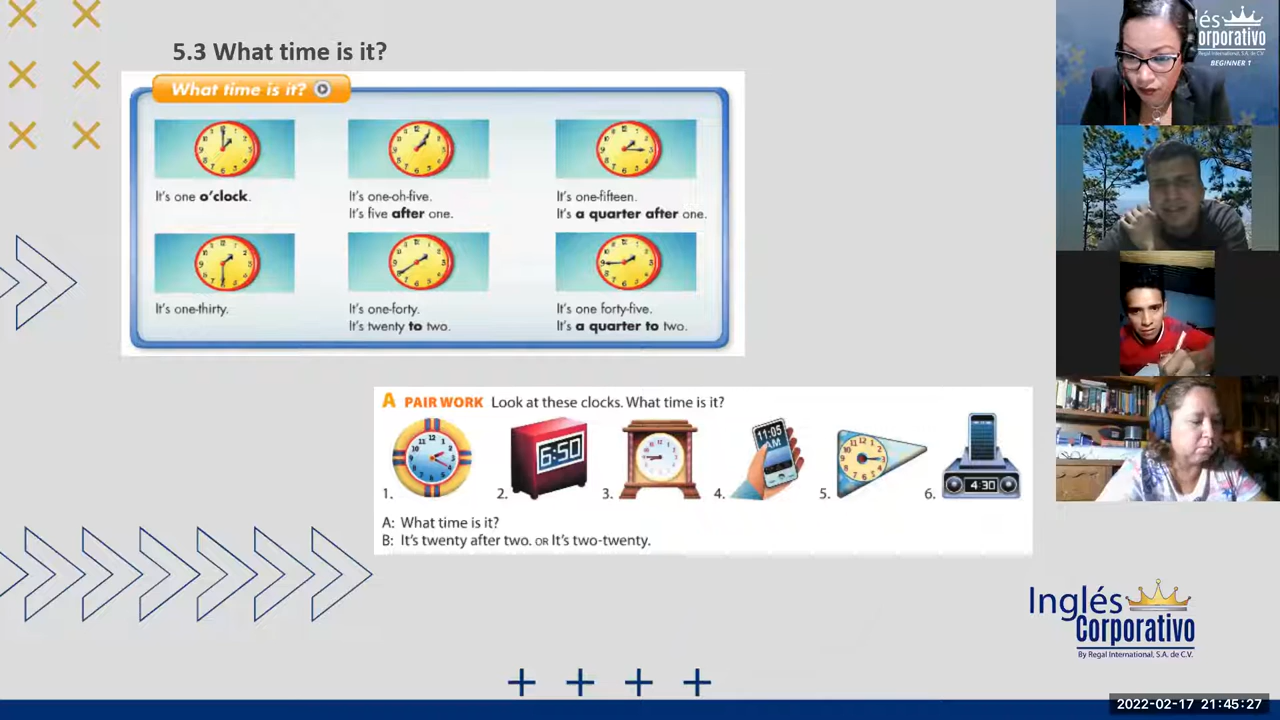 5.3 What time is it?
What time is it?
It's one o'clock.
It's one-oh-five.
It's five after one.
It's one-fifteen.
It's a quarter after one.
It's one-thirty.
It's one-forty.
It's twenty to two.
It's one forty-five.
It's a quarter to two.
A PAIR WORK Look at these clocks. What time is it?
1.
2.
6:50
3.
4.
11:05
AM
5.
6.
4:30
A: What time is it?
B: It's twenty after two. OR It's two-twenty.
és
orporativo
Regal International, S.A. de C.V.
BEGINNER 1
Inglés
Corporativo
By Regal International, S.A. de C.V.
2022-02-17 21:45:27